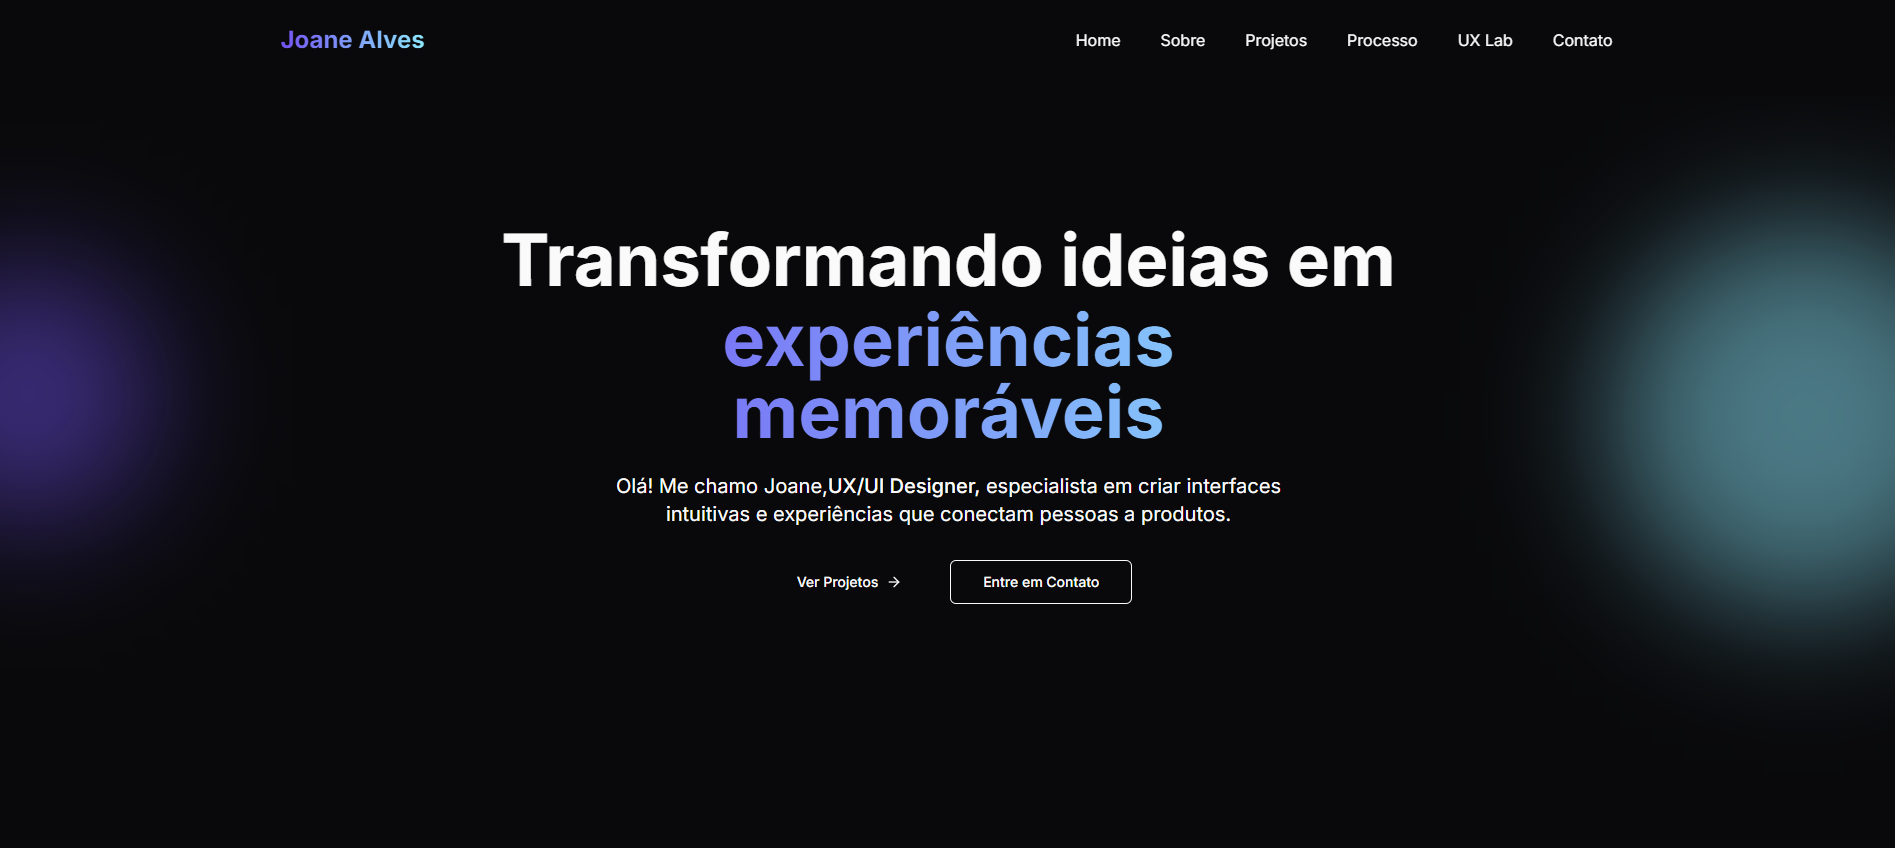 Joane Alves
Home Sobre Projetos Processo UX Lab Contato
Transformando ideias em
experiências
memoráveis
Olá! Me chamo Joane,UX/UI Designer, especialista em criar interfaces
intuitivas e experiências que conectam pessoas a produtos.
Ver Projetos →
Entre em Contato